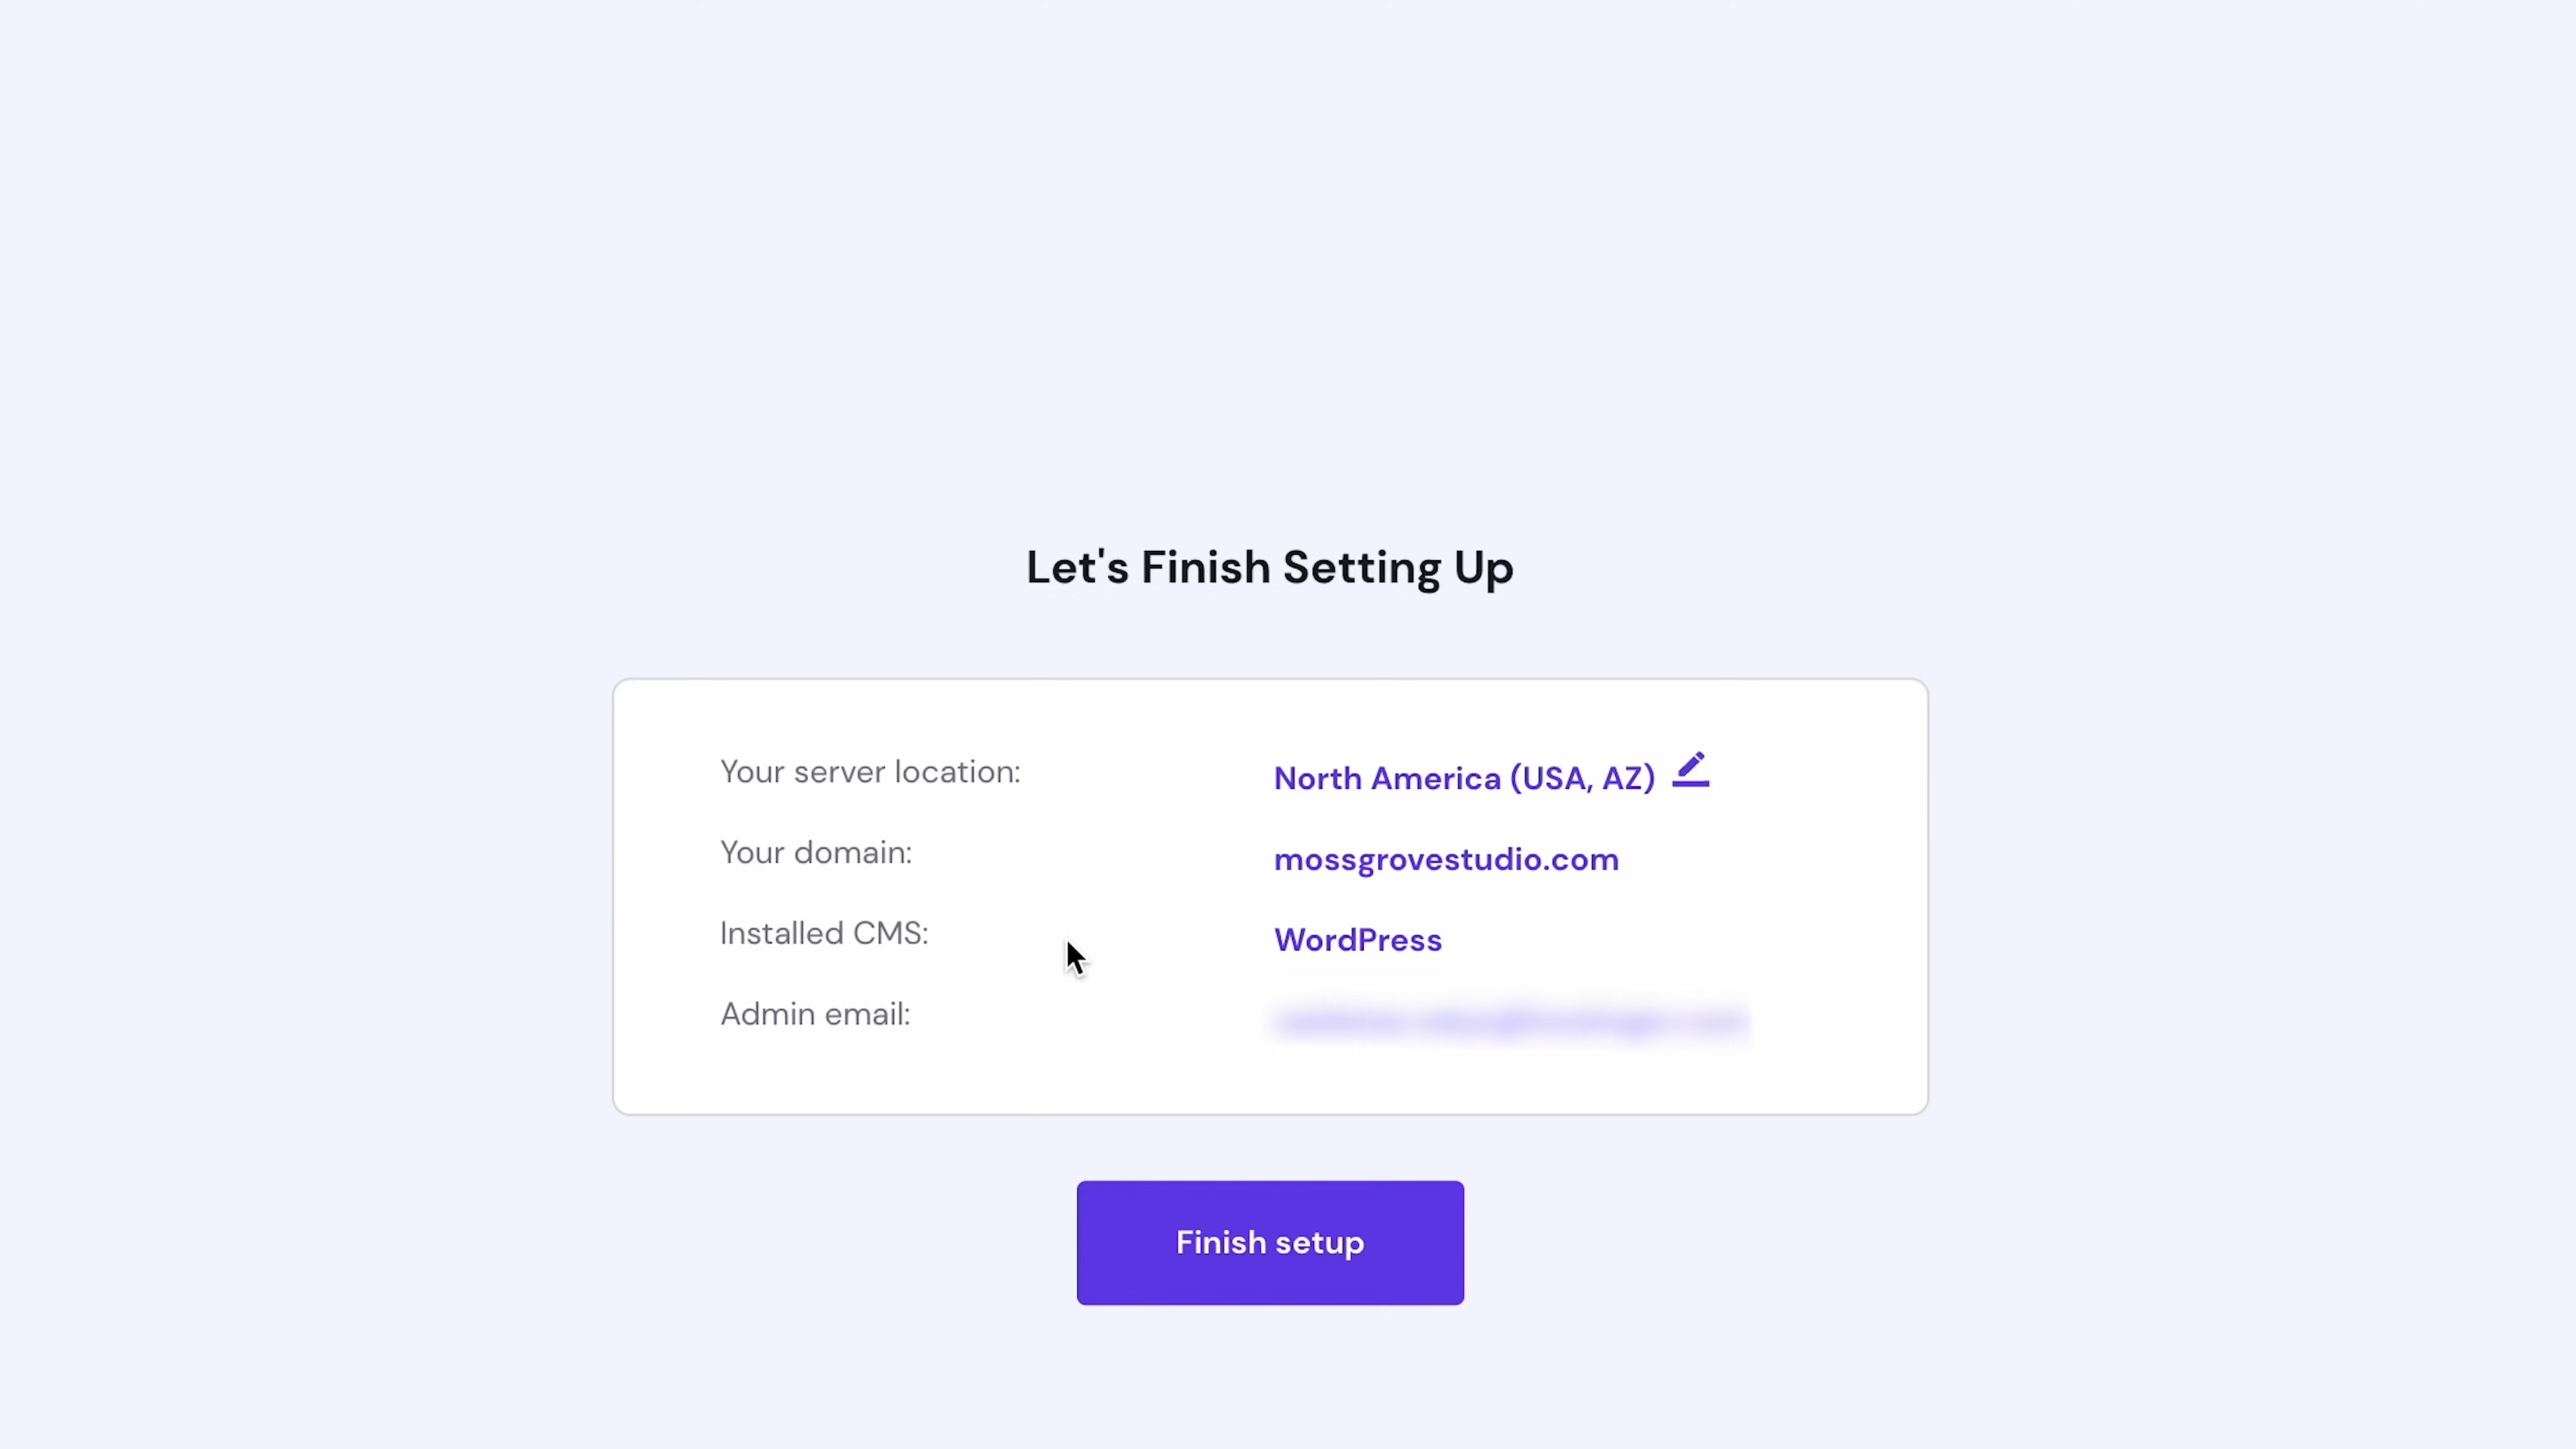 Let's Finish Setting Up
Your server location: North America (USA, AZ)
Your domain: mossgrovestudio.com
Installed CMS: WordPress
Admin email:
Finish setup